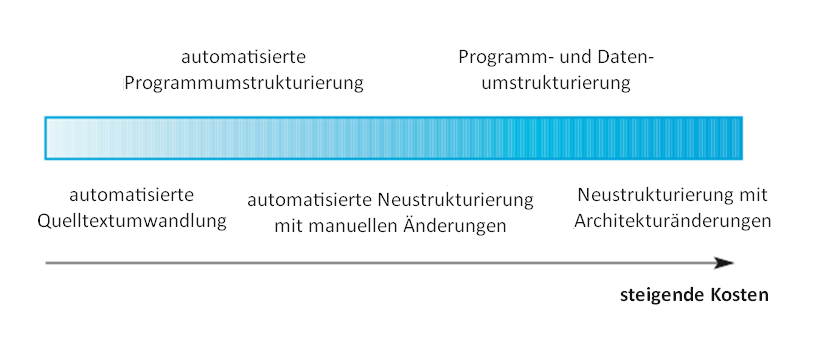 automatisierte
Programmumstrukturierung
Programm- und Daten-
umstrukturierung
automatisierte
Quelltextumwandlung
automatisierte Neustrukturierung
mit manuellen Änderungen
Neustrukturierung mit
Architekturänderungen
steigende Kosten